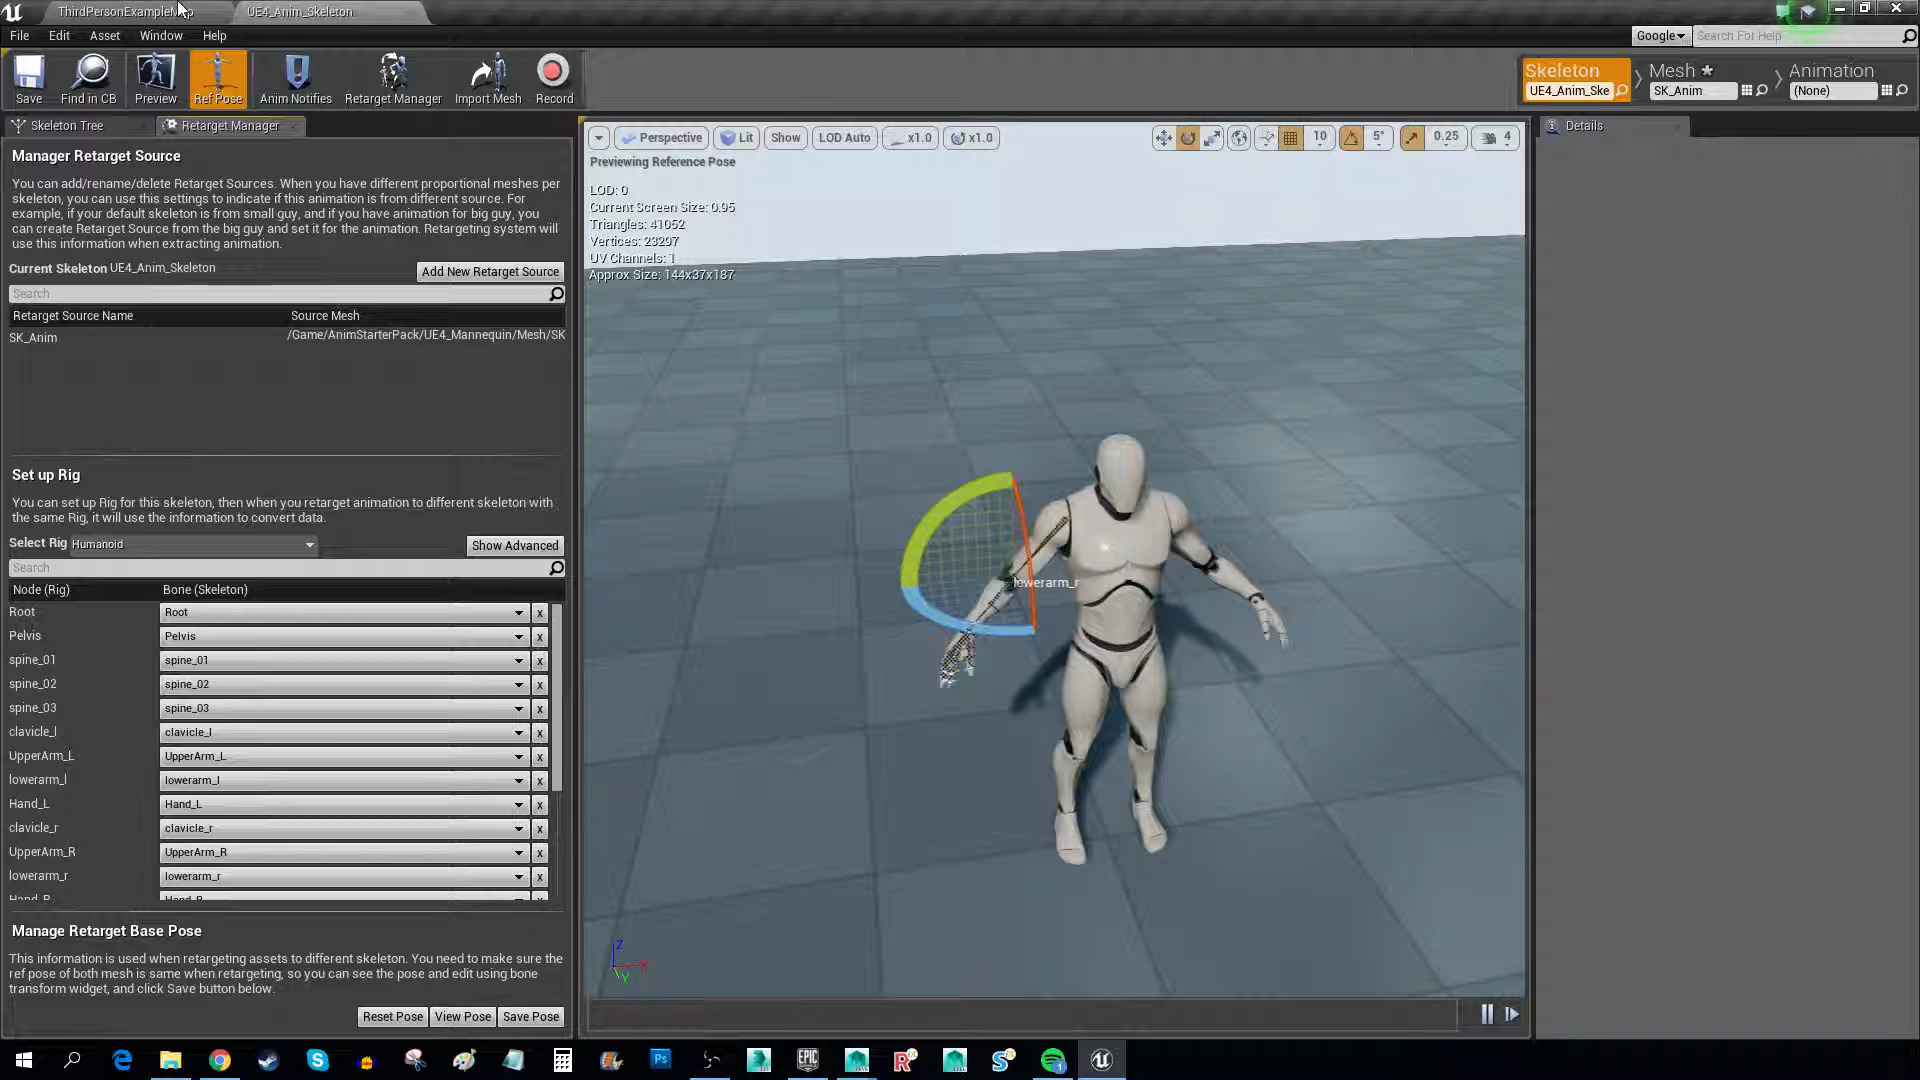 ThirdPersonExampleMap
UE4_Anim_Skeleton
File Edit Asset Window Help
Google
Search For Help
Save
Find in CB
Preview
Ref Pose
Anim Notifies
Retarget Manager
Import Mesh
Record
Skeleton
UE4_Anim_Ske
Mesh *
SK_Anim
Animation
(None)
Skeleton Tree
Retarget Manager
Manager Retarget Source
You can add/rename/delete Retarget Sources. When you have different proportional meshes per
skeleton, you can use this settings to indicate if this animation is from different source. For
example, if your default skeleton is from small guy, and if you have animation for big guy, you
can create Retarget Source from the big guy and set it for the animation. Retargeting system will
use this information when extracting animation.
Current Skeleton UE4_Anim_Skeleton
Add New Retarget Source
Search
Retarget Source Name Source Mesh
SK_Anim /Game/AnimStarterPack/UE4_Mannequin/Mesh/SK
Set up Rig
You can set up Rig for this skeleton, then when you retarget animation to different skeleton with
the same Rig, it will use the information to convert data.
Select Rig Humanoid
Show Advanced
Search
Node (Rig) Bone (Skeleton)
Root Root x
Pelvis Pelvis x
spine_01 spine_01 x
spine_02 spine_02 x
spine_03 spine_03 x
clavicle_l clavicle_l x
UpperArm_L UpperArm_L x
lowerarm_l lowerarm_l x
Hand_L Hand_L x
clavicle_r clavicle_r x
UpperArm_R UpperArm_R x
lowerarm_r lowerarm_r x
Hand_R Hand_R
Manage Retarget Base Pose
This information is used when retargeting assets to different skeleton. You need to make sure the
ref pose of both mesh is same when retargeting, so you can see the pose and edit using bone
transform widget, and click Save button below.
Reset Pose View Pose Save Pose
Perspective Lit Show LOD Auto x1.0 x1.0
10 5° 0.25 4
Previewing Reference Pose
LOD: 0
Current Screen Size: 0.95
Triangles: 41052
Vertices: 23297
UV Channels: 1
Approx Size: 144x37x187
lowerarm_r
Z
X
Y
Details
Ps
EPIC
1